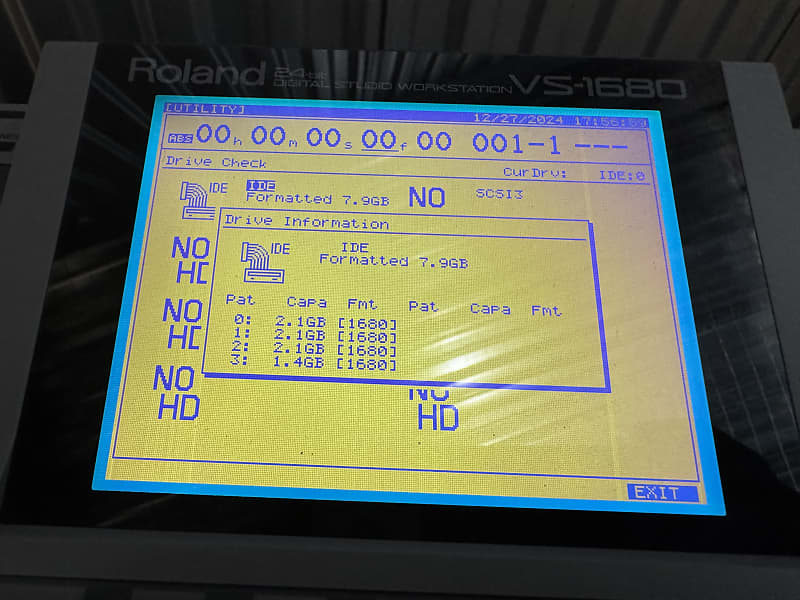 Roland 24-bit DIGITAL STUDIO WORKSTATION VS-1680
[UTILITY]
12/27/2024 17:56:
ABS 00h 00m 00s 00f 00 001-1 ---
Drive Check
CurDrv: IDE:0
IDE IDE NO SCSI3
Formatted 7.9GB
Drive Information
IDE IDE
Formatted 7.9GB
Pat Capa Fmt Pat Capa Fmt
0: 2.1GB [1680]
1: 2.1GB [1680]
2: 2.1GB [1680]
3: 1.4GB [1680]
NO
HD
NO
HD
NO
HD
NO
HD
EXIT